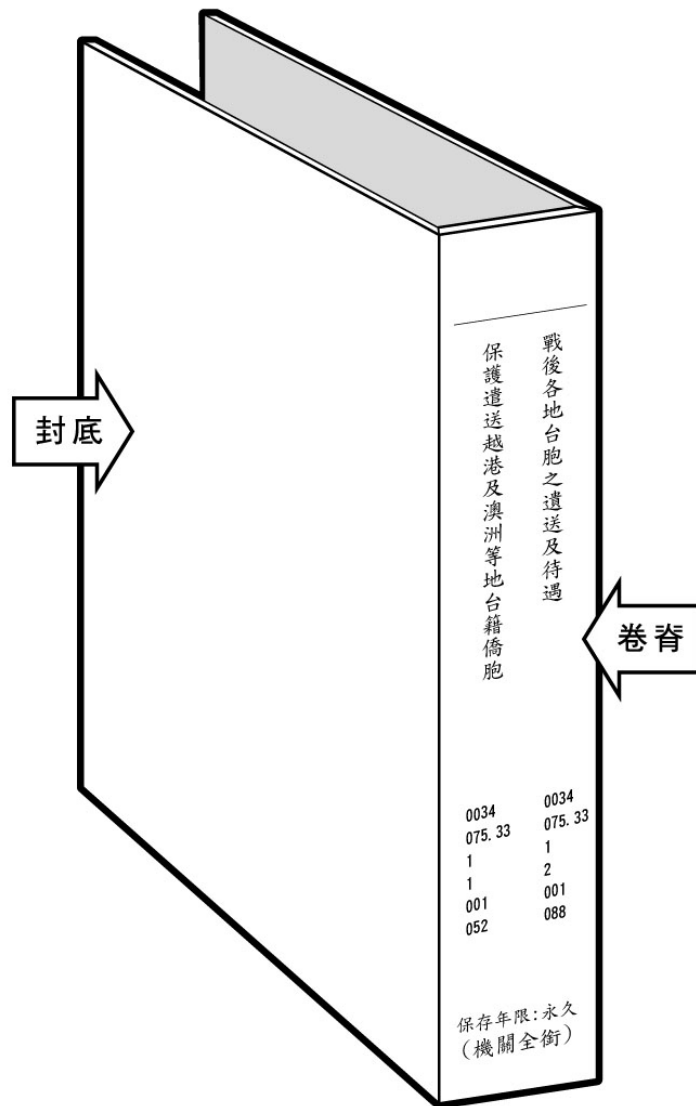 封底
戰後各地台胞之遺送及待遇
保護遣送越港及澳洲等地台籍僑胞
卷脊
0034 0034
075.33 075.33
1 1
1 2
001 001
052 088
保存年限:永久
(機關全銜)